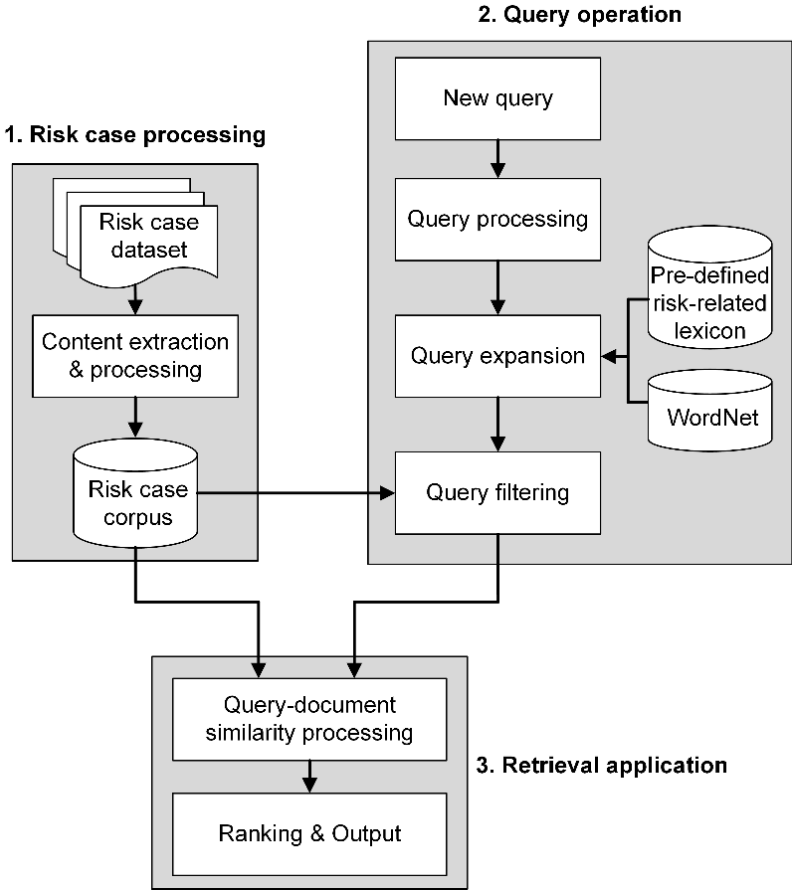 1. Risk case processing
Risk case
dataset
Content extraction
& processing
Risk case
corpus
2. Query operation
New query
Query processing
Query expansion
Query filtering
Pre-defined
risk-related
lexicon
WordNet
Query-document
similarity processing
Ranking & Output
3. Retrieval application